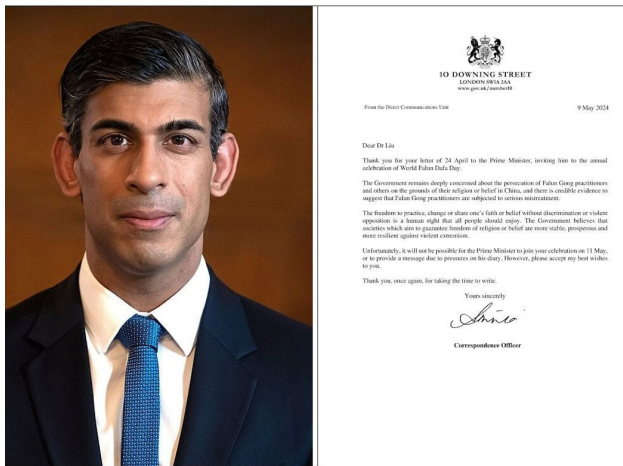 10 DOWNING STREET
LONDON SW1A 2AA
www.gov.uk/number10
From the Direct Communications Unit
9 May 2024
Dear Dr Liu
Thank you for your letter of 24 April to the Prime Minister, inviting him to the annual
celebration of World Falun Dafa Day.
The Government remains deeply concerned about the persecution of Falun Gong practitioners
and others on the grounds of their religion or belief in China, and there is credible evidence to
suggest that Falun Gong practitioners are subjected to serious mistreatment.
The freedom to practice, change or share one's faith or belief without discrimination or violent
opposition is a human right that all people should enjoy. The Government believes that
societies which aim to guarantee freedom of religion or belief are more stable, prosperous and
more resilient against violent extremism.
Unfortunately, it will not be possible for the Prime Minister to join your celebration on 11 May,
or to provide a message due to pressures on his diary. However, please accept my best wishes
to you.
Thank you, once again, for taking the time to write.
Yours sincerely
Correspondence Officer